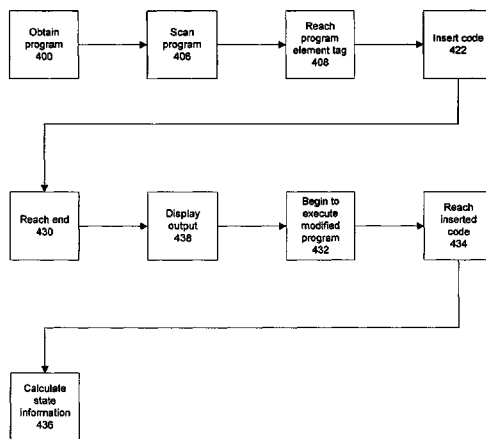 Obtain
program
400
Scan
program
406
Reach
program
element tag
408
Insert code
422
Reach end
430
Display
output
438
Begin to
execute
modified
program
432
Reach
inserted
code
434
Calculate
state
information
436